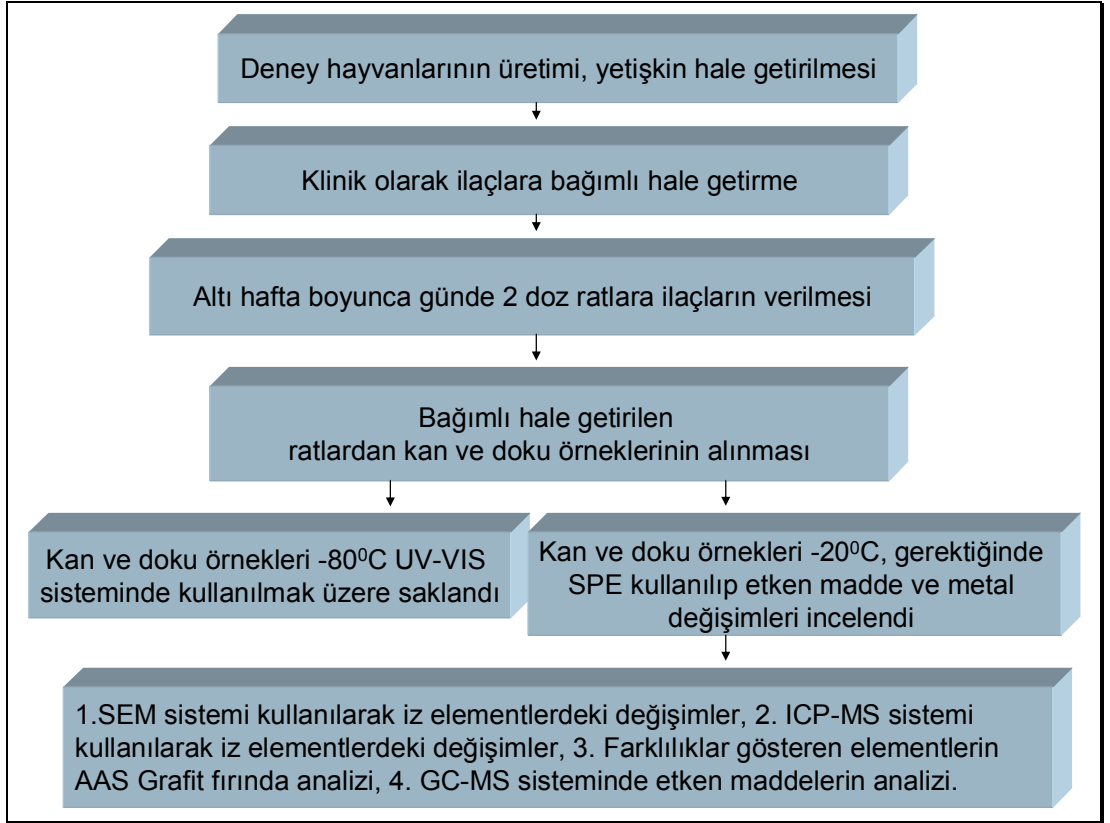 Deney hayvanlarının üretimi, yetişkin hale getirilmesi
Klinik olarak ilaçlara bağımlı hale getirme
Altı hafta boyunca günde 2 doz ratlara ilaçların verilmesi
Bağımlı hale getirilen
ratlardan kan ve doku örneklerinin alınması
Kan ve doku örnekleri -80⁰C UV-VIS
sisteminde kullanılmak üzere saklandı
Kan ve doku örnekleri -20⁰C, gerektiğinde
SPE kullanılıp etken madde ve metal
değişimleri incelendi
1.SEM sistemi kullanılarak iz elementlerdeki değişimler, 2. ICP-MS sistemi
kullanılarak iz elementlerdeki değişimler, 3. Farklılıklar gösteren elementlerin
AAS Grafit fırında analizi, 4. GC-MS sisteminde etken maddelerin analizi.